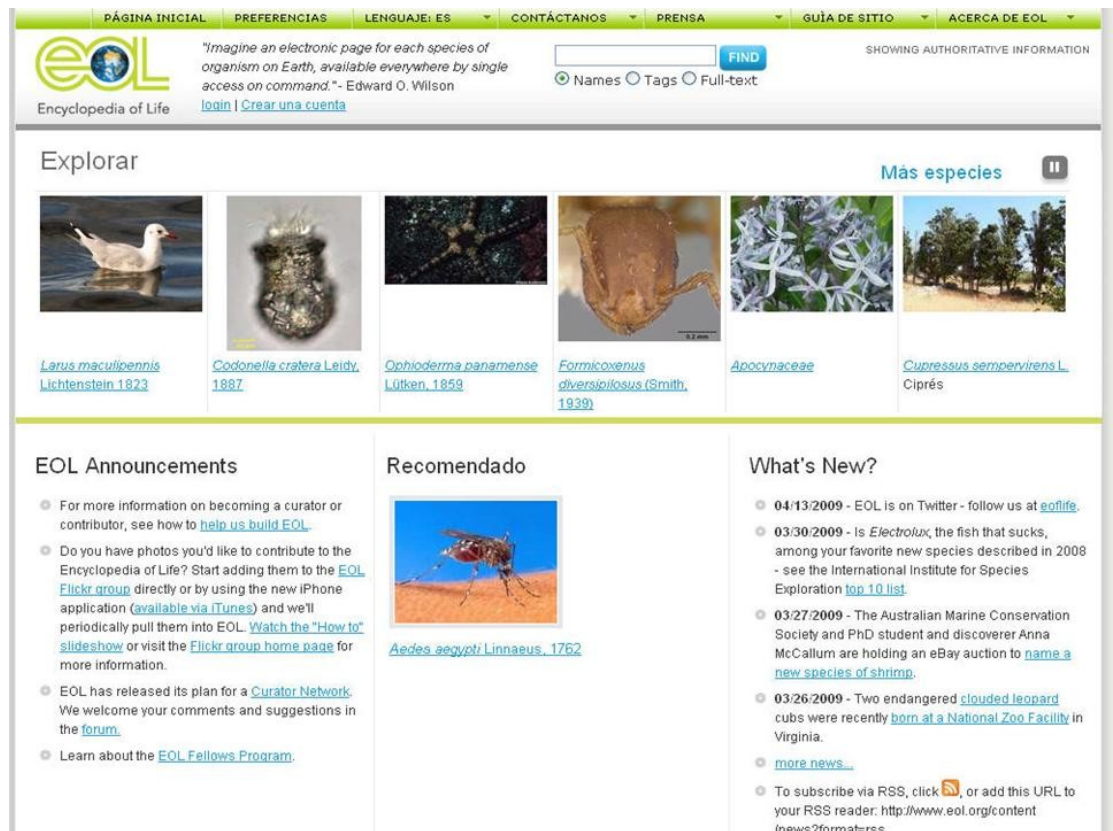 PÁGINA INICIAL PREFERENCIAS LENGUAJE: ES CONTÁCTANOS PRENSA GUÌA DE SITIO ACERCA DE EOL
eoL
Encyclopedia of Life
"Imagine an electronic page for each species of
organism on Earth, available everywhere by single
access on command."- Edward O. Wilson
login | Crear una cuenta
FIND
Names Tags Full-text
SHOWING AUTHORITATIVE INFORMATION
Explorar
Más especies
Larus maculipennis
Lichtenstein 1823
Codonella cratera Leidy,
1887
Ophioderma panamense
Lütken, 1859
0.2 mm
Formicoxenus
diversipilosus (Smith,
1939)
Apocynaceae
Cupressus sempervirens L.
Ciprés
EOL Announcements
For more information on becoming a curator or
contributor, see how to help us build EOL.
Do you have photos you'd like to contribute to the
Encyclopedia of Life? Start adding them to the EOL
Flickr group directly or by using the new iPhone
application (available via iTunes) and we'll
periodically pull them into EOL. Watch the "How to"
slideshow or visit the Flickr group home page for
more information.
EOL has released its plan for a Curator Network.
We welcome your comments and suggestions in
the forum.
Learn about the EOL Fellows Program.
Recomendado
Aedes aegypti Linnaeus, 1762
What's New?
04/13/2009 - EOL is on Twitter - follow us at eoflife.
03/30/2009 - Is Electrolux, the fish that sucks,
among your favorite new species described in 2008
- see the International Institute for Species
Exploration top 10 list.
03/27/2009 - The Australian Marine Conservation
Society and PhD student and discoverer Anna
McCallum are holding an eBay auction to name a
new species of shrimp.
03/26/2009 - Two endangered clouded leopard
cubs were recently born at a National Zoo Facility in
Virginia.
more news...
To subscribe via RSS, click , or add this URL to
your RSS reader: http://www.eol.org/content
/news?format=rss